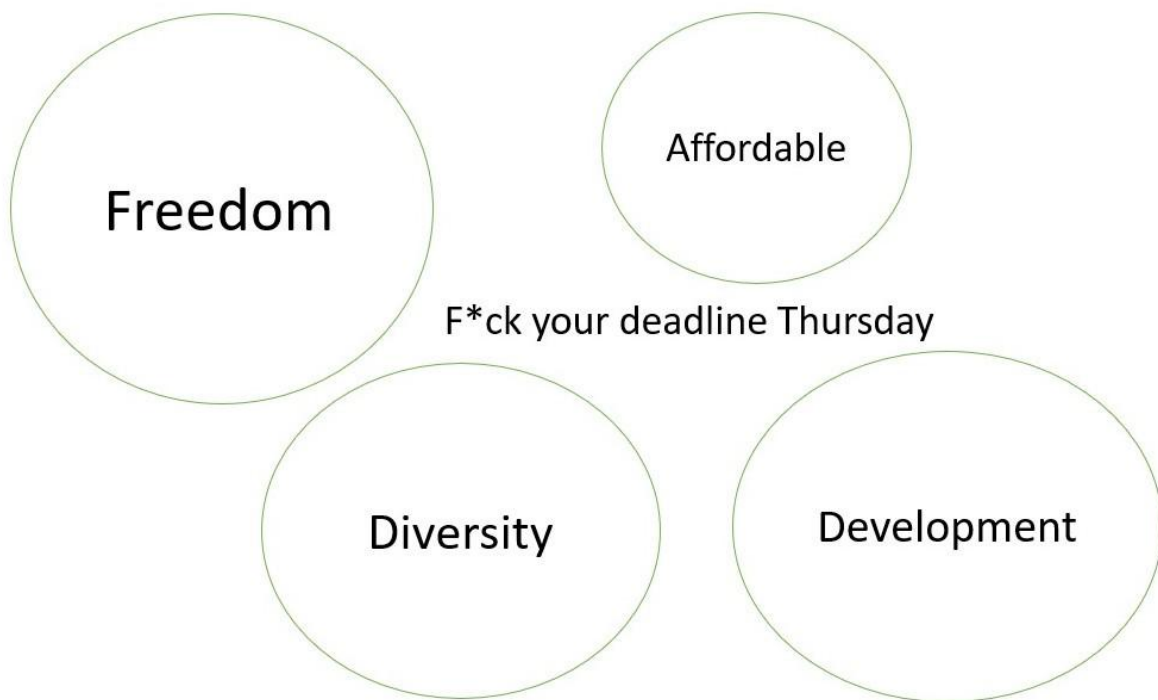 Freedom
Affordable
F*ck your deadline Thursday
Diversity
Development